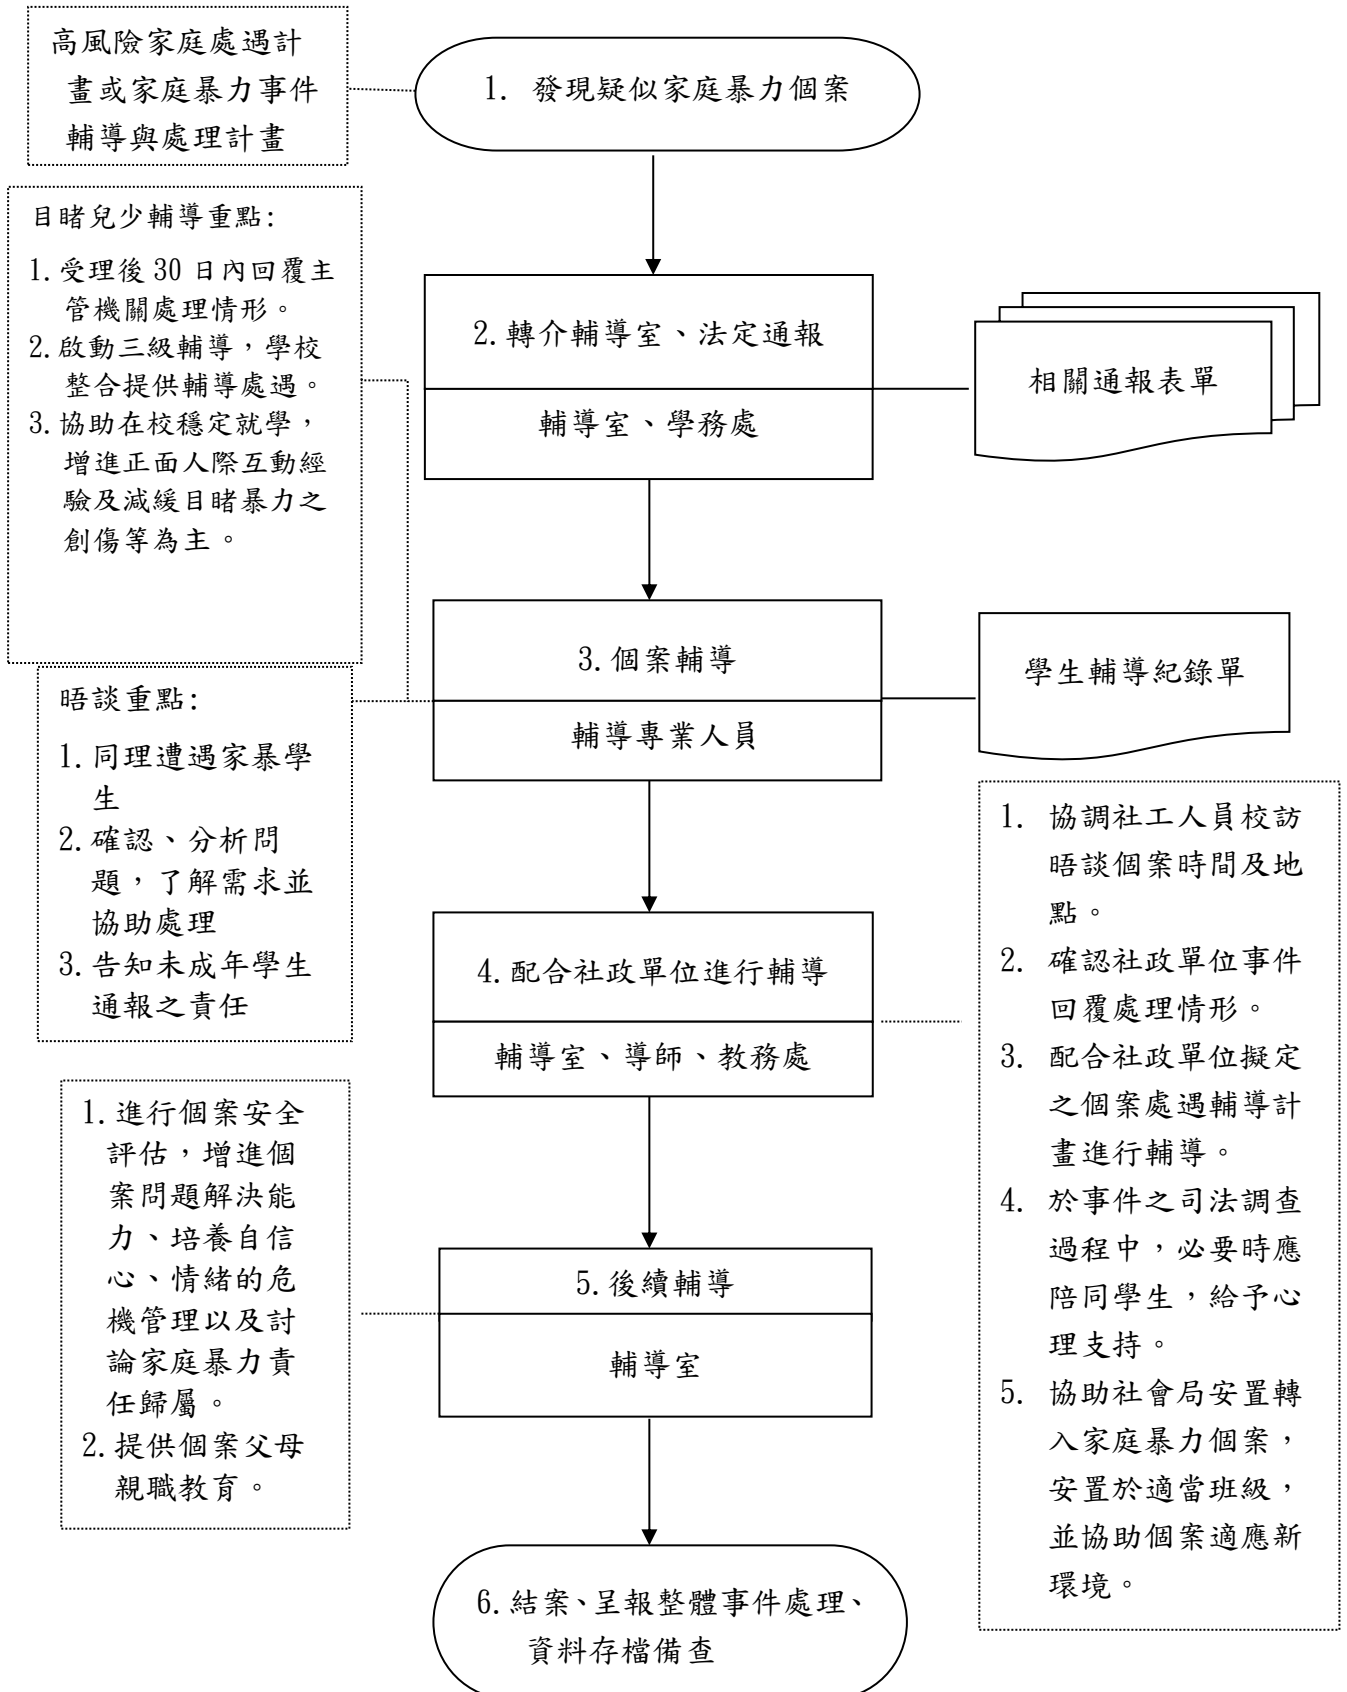 高風險家庭處遇計
畫或家庭暴力事件
輔導與處理計畫
1. 發現疑似家庭暴力個案
目睹兒少輔導重點:
1.受理後 30 日內回覆主
管機關處理情形。
2.啟動三級輔導，學校
整合提供輔導處遇。
3.協助在校穩定就學，
增進正面人際互動經
驗及減緩目睹暴力之
創傷等為主。
2.轉介輔導室、法定通報
輔導室、學務處
相關通報表單
3.個案輔導
輔導專業人員
學生輔導紀錄單
晤談重點:
1.同理遭遇家暴學
生
2.確認、分析問
題，了解需求並
協助處理
3.告知未成年學生
通報之責任
4.配合社政單位進行輔導
輔導室、導師、教務處
1. 協調社工人員校訪
晤談個案時間及地
點。
2. 確認社政單位事件
回覆處理情形。
3. 配合社政單位擬定
之個案處遇輔導計
畫進行輔導。
4. 於事件之司法調查
過程中，必要時應
陪同學生，給予心
理支持。
5. 協助社會局安置轉
入家庭暴力個案，
安置於適當班級，
並協助個案適應新
環境。
1.進行個案安全
評估，增進個
案問題解決能
力、培養自信
心、情緒的危
機管理以及討
論家庭暴力責
任歸屬。
2.提供個案父母
親職教育。
5.後續輔導
輔導室
6.結案、呈報整體事件處理、
資料存檔備查